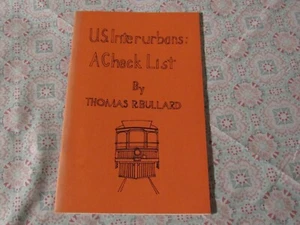 U.S. Interurbans:
A Check List
By
THOMAS R. BULLARD